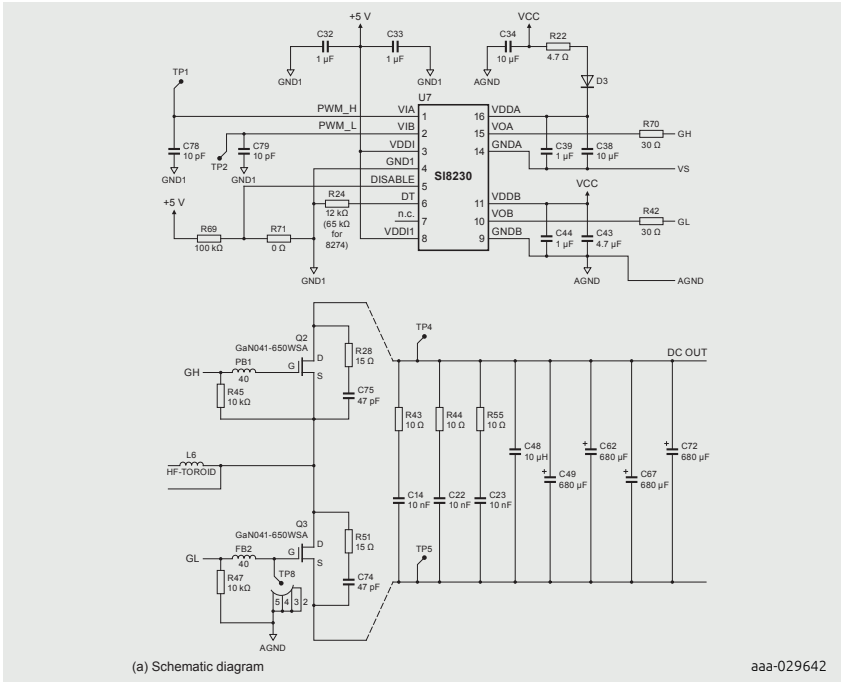 +5 V
VCC
C32
1 µF
C33
1 µF
C34
10 µF
R22
4.7 Ω
GND1
GND1
AGND
D3
TP1
U7
PWM_H
VIA
1
16
VDDA
PWM_L
VIB
2
15
VOA
R70
30 Ω
GH
VDDI
3
14
GNDA
C78
10 pF
TP2
C79
10 pF
C39
1 µF
C38
10 µF
GND1
GND1
GND1
4
VS
DISABLE
5
SI8230
VCC
+5 V
R24
12 kΩ
(65 kΩ
for
8274)
DT
6
11
VDDB
n.c.
7
10
VOB
R42
30 Ω
GL
VDDI1
8
9
GNDB
R69
100 kΩ
R71
0 Ω
C44
1 µF
C43
4.7 µF
GND1
AGND
AGND
Q2
GaN041-650WSA
TP4
DC OUT
GH
PB1
40
G
D
S
R28
15 Ω
R45
10 kΩ
C75
47 pF
R43
10 Ω
R44
10 Ω
R55
10 Ω
C48
10 µH
+
C49
680 µF
+
C62
680 µF
+
C67
680 µF
+
C72
680 µF
L6
HF-TOROID
C14
10 nF
C22
10 nF
C23
10 nF
Q3
GaN041-650WSA
GL
FB2
40
G
D
S
R51
15 Ω
TP5
R47
10 kΩ
TP8
C74
47 pF
5 4 3 2
AGND
(a) Schematic diagram
aaa-029642